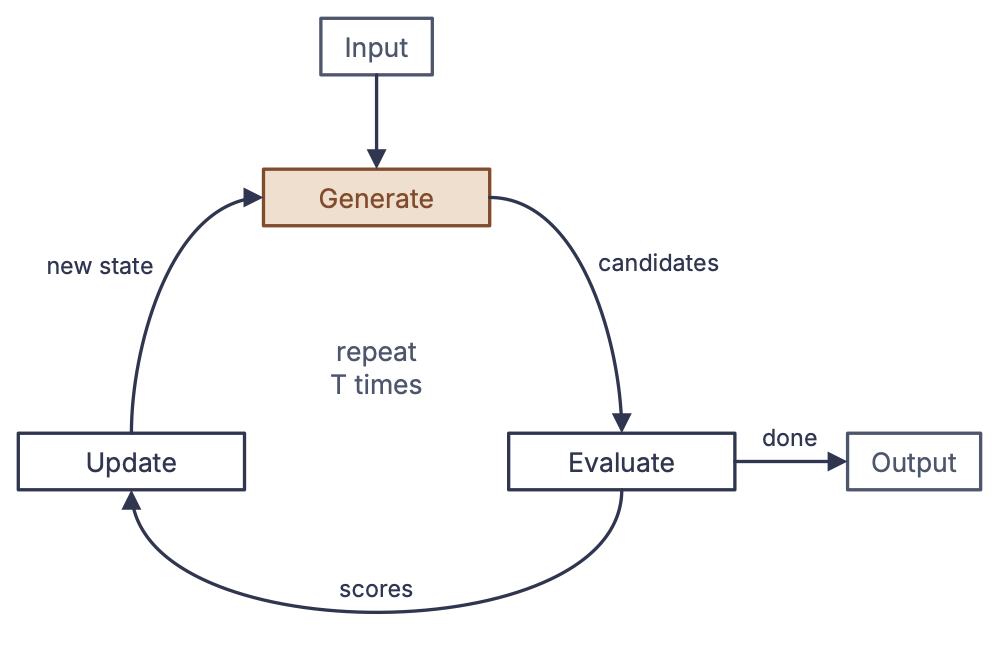 Input
Generate
new state
candidates
repeat
T times
Update
Evaluate
done
Output
scores